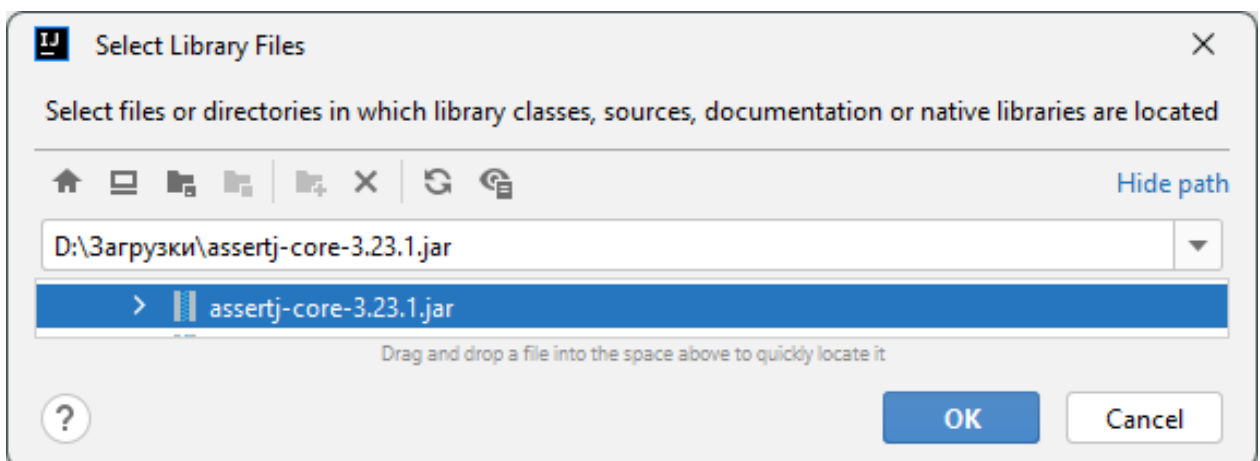 IJ
Select Library Files
Select files or directories in which library classes, sources, documentation or native libraries are located
Hide path
D:\Загрузки\assertj-core-3.23.1.jar
assertj-core-3.23.1.jar
Drag and drop a file into the space above to quickly locate it
?
OK
Cancel